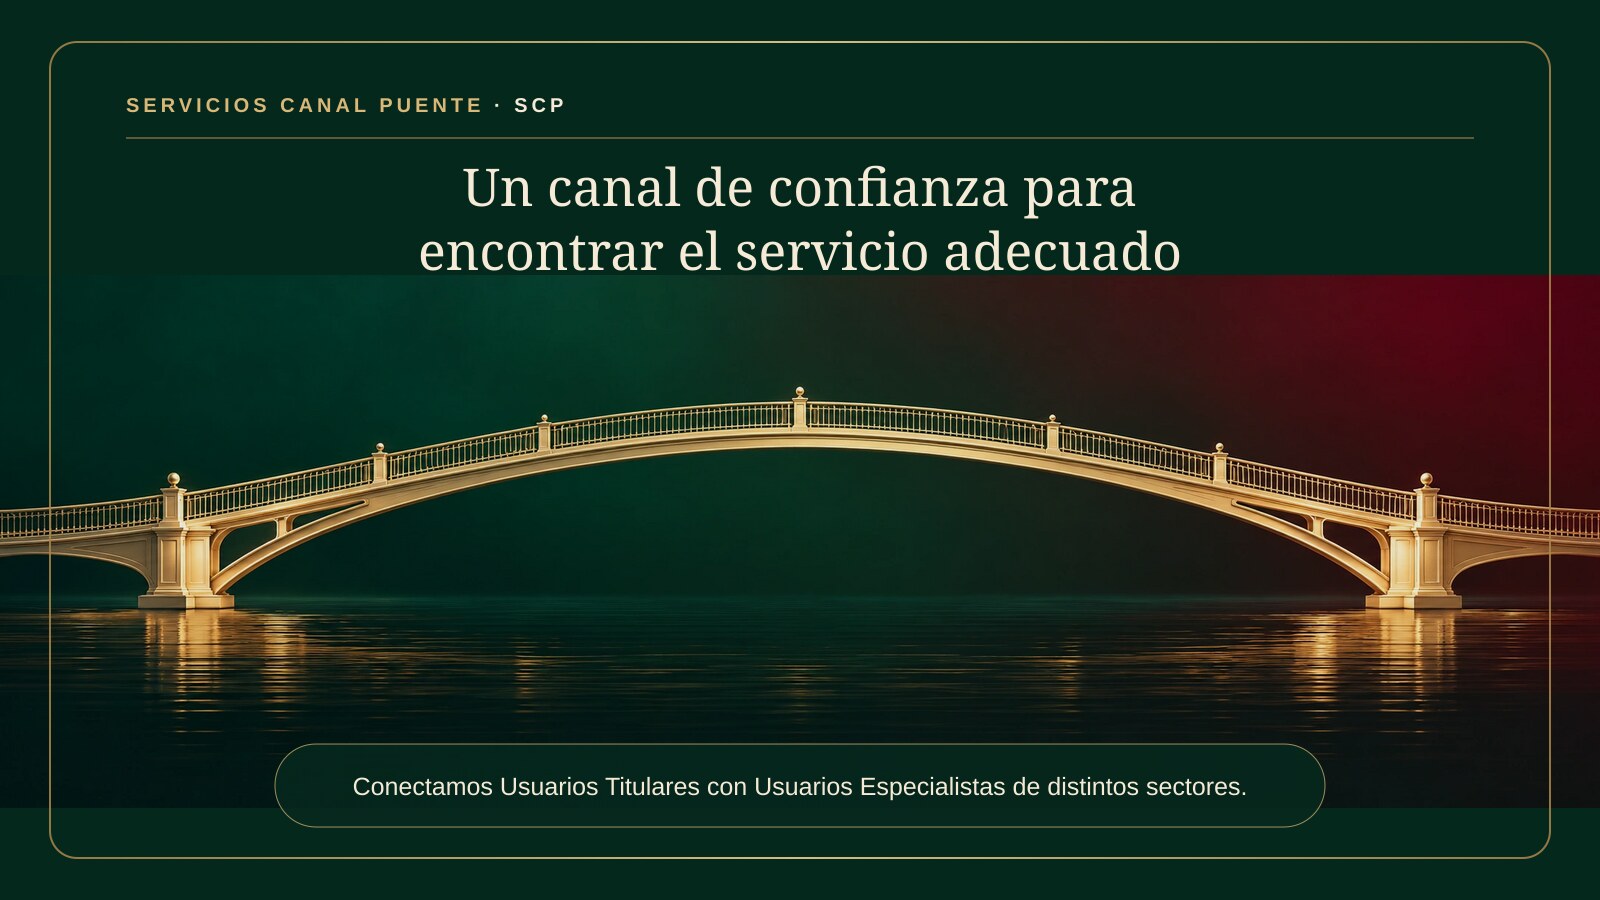 SERVICIOS CANAL PUENTE · SCP
Un canal de confianza para
encontrar el servicio adecuado
Conectamos Usuarios Titulares con Usuarios Especialistas de distintos sectores.